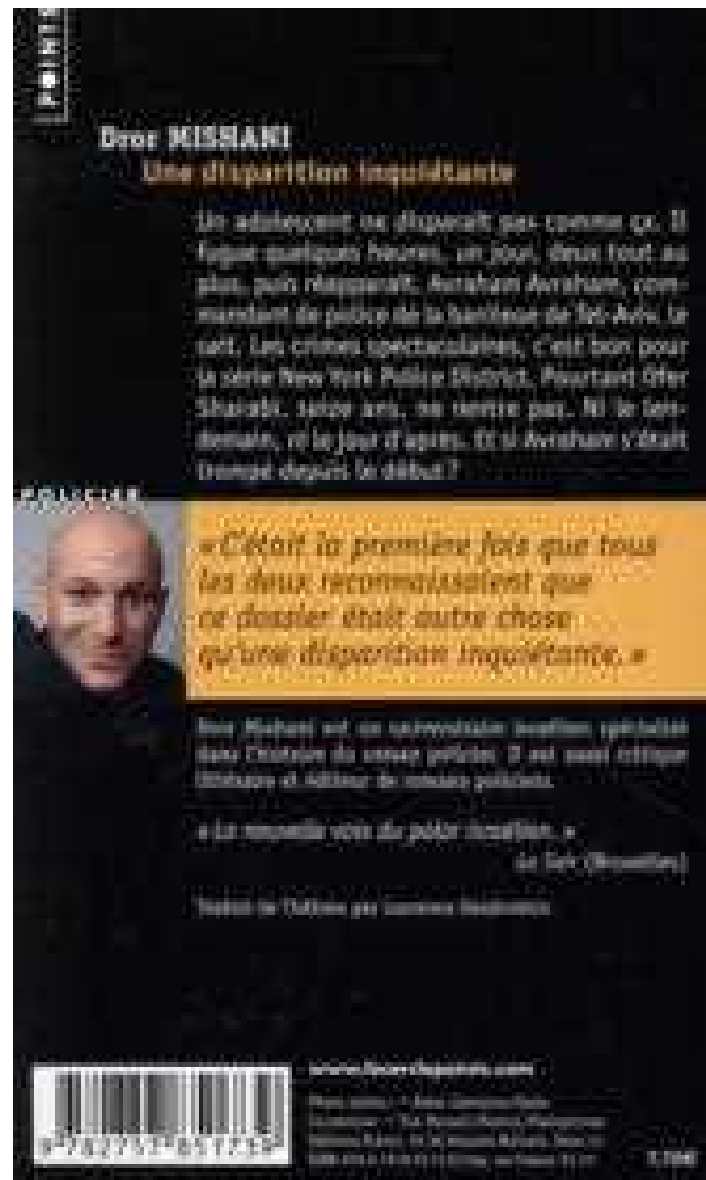 POINTS
Dror MISHANI
Une disparition inquiétante
Un adolescent ne disparaît pas comme ça. Il
fugue quelques heures, un jour, deux tout au
plus, puis réapparaît. Avraham Avraham, com-
mandant de police de la banlieue de Tel-Aviv, le
sait. Les crimes spectaculaires, c'est bon pour
la série New York Police District. Pourtant Ofer
Sharabi, seize ans, ne rentre pas. Ni le len-
demain, ni le jour d'après. Et si Avraham s'était
trompé depuis le début ?
POLICIER
« C'était la première fois que tous
les deux reconnaissaient que
ce dossier était autre chose
qu'une disparition inquiétante. »
Dror Mishani est un universitaire israélien spécialisé
dans l'histoire du roman policier. Il est aussi critique
littéraire et éditeur de romans policiers.
« La nouvelle voix du polar israélien. »
Le Soir (Bruxelles)
Traduit de l'hébreu par Laurence